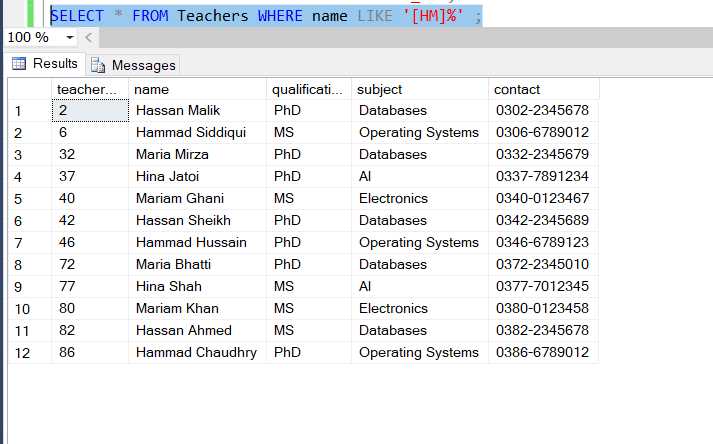 SELECT * FROM Teachers WHERE name LIKE '[HM]%' ;
100 %
Results Messages
teacher... name qualificati... subject contact
1 2 Hassan Malik PhD Databases 0302-2345678
2 6 Hammad Siddiqui MS Operating Systems 0306-6789012
3 32 Maria Mirza PhD Databases 0332-2345679
4 37 Hina Jatoi PhD AI 0337-7891234
5 40 Mariam Ghani MS Electronics 0340-0123467
6 42 Hassan Sheikh PhD Databases 0342-2345689
7 46 Hammad Hussain PhD Operating Systems 0346-6789123
8 72 Maria Bhatti PhD Databases 0372-2345010
9 77 Hina Shah MS AI 0377-7012345
10 80 Mariam Khan MS Electronics 0380-0123458
11 82 Hassan Ahmed MS Databases 0382-2345678
12 86 Hammad Chaudhry PhD Operating Systems 0386-6789012